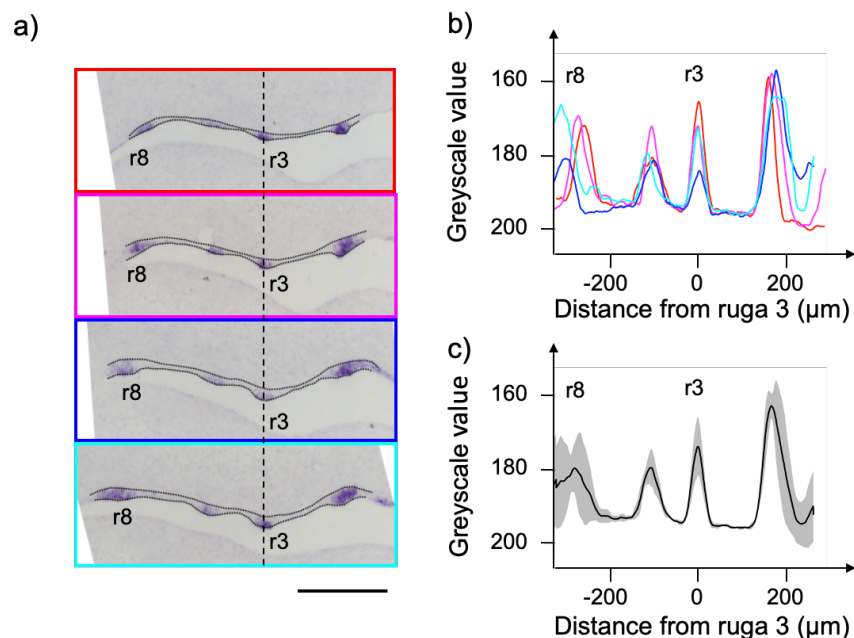 a)
r8
r3
r8
r3
r8
r3
r8
r3
b)
Greyscale value
160
180
200
r8
r3
-200
0
200
Distance from ruga 3 (μm)
c)
Greyscale value
160
180
200
r8
r3
-200
0
200
Distance from ruga 3 (μm)